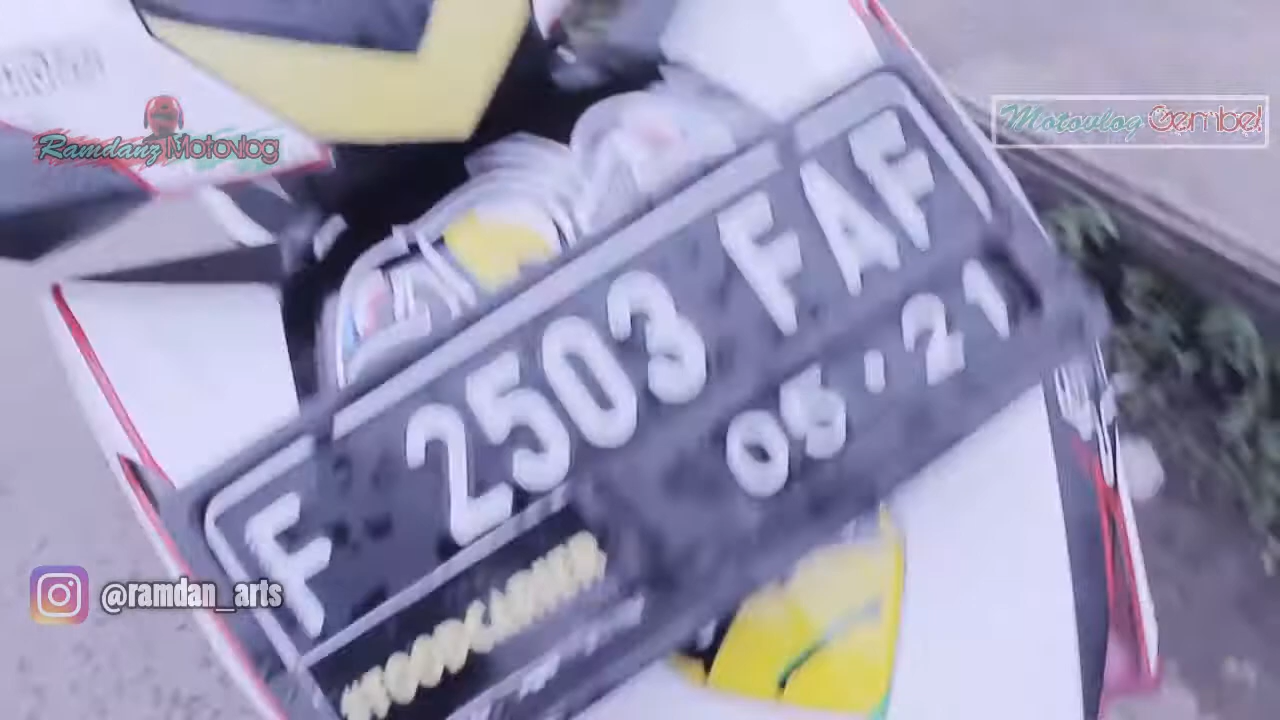 Ramdanz Motovlog
Motovlog Gembel
F 2503 FAF
05 · 21
@ramdan_arts